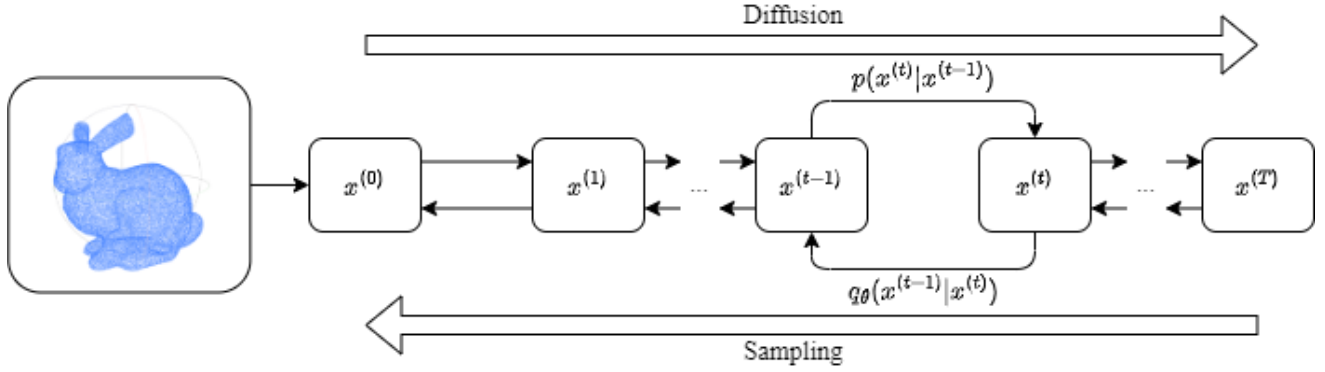 Diffusion
p(x^{(t)}|x^{(t-1)})
x^{(0)}
x^{(1)}
...
x^{(t-1)}
x^{(t)}
...
x^{(T)}
q_θ(x^{(t-1)}|x^{(t)})
Sampling